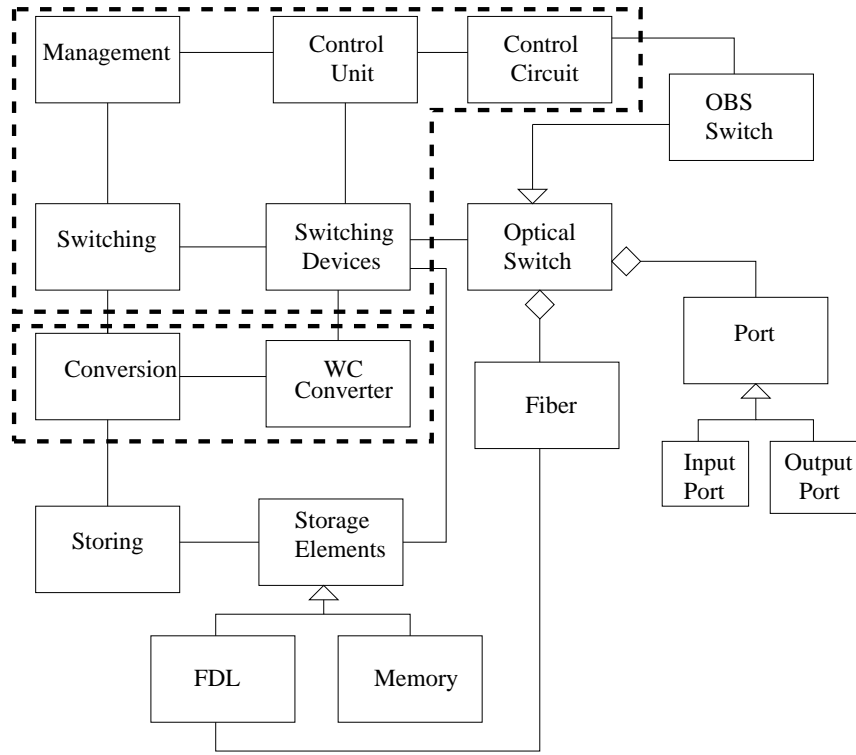 Management
Control
Unit
Control
Circuit
OBS
Switch
Switching
Switching
Devices
Optical
Switch
Conversion
WC
Converter
Fiber
Port
Input
Port
Output
Port
Storing
Storage
Elements
FDL
Memory